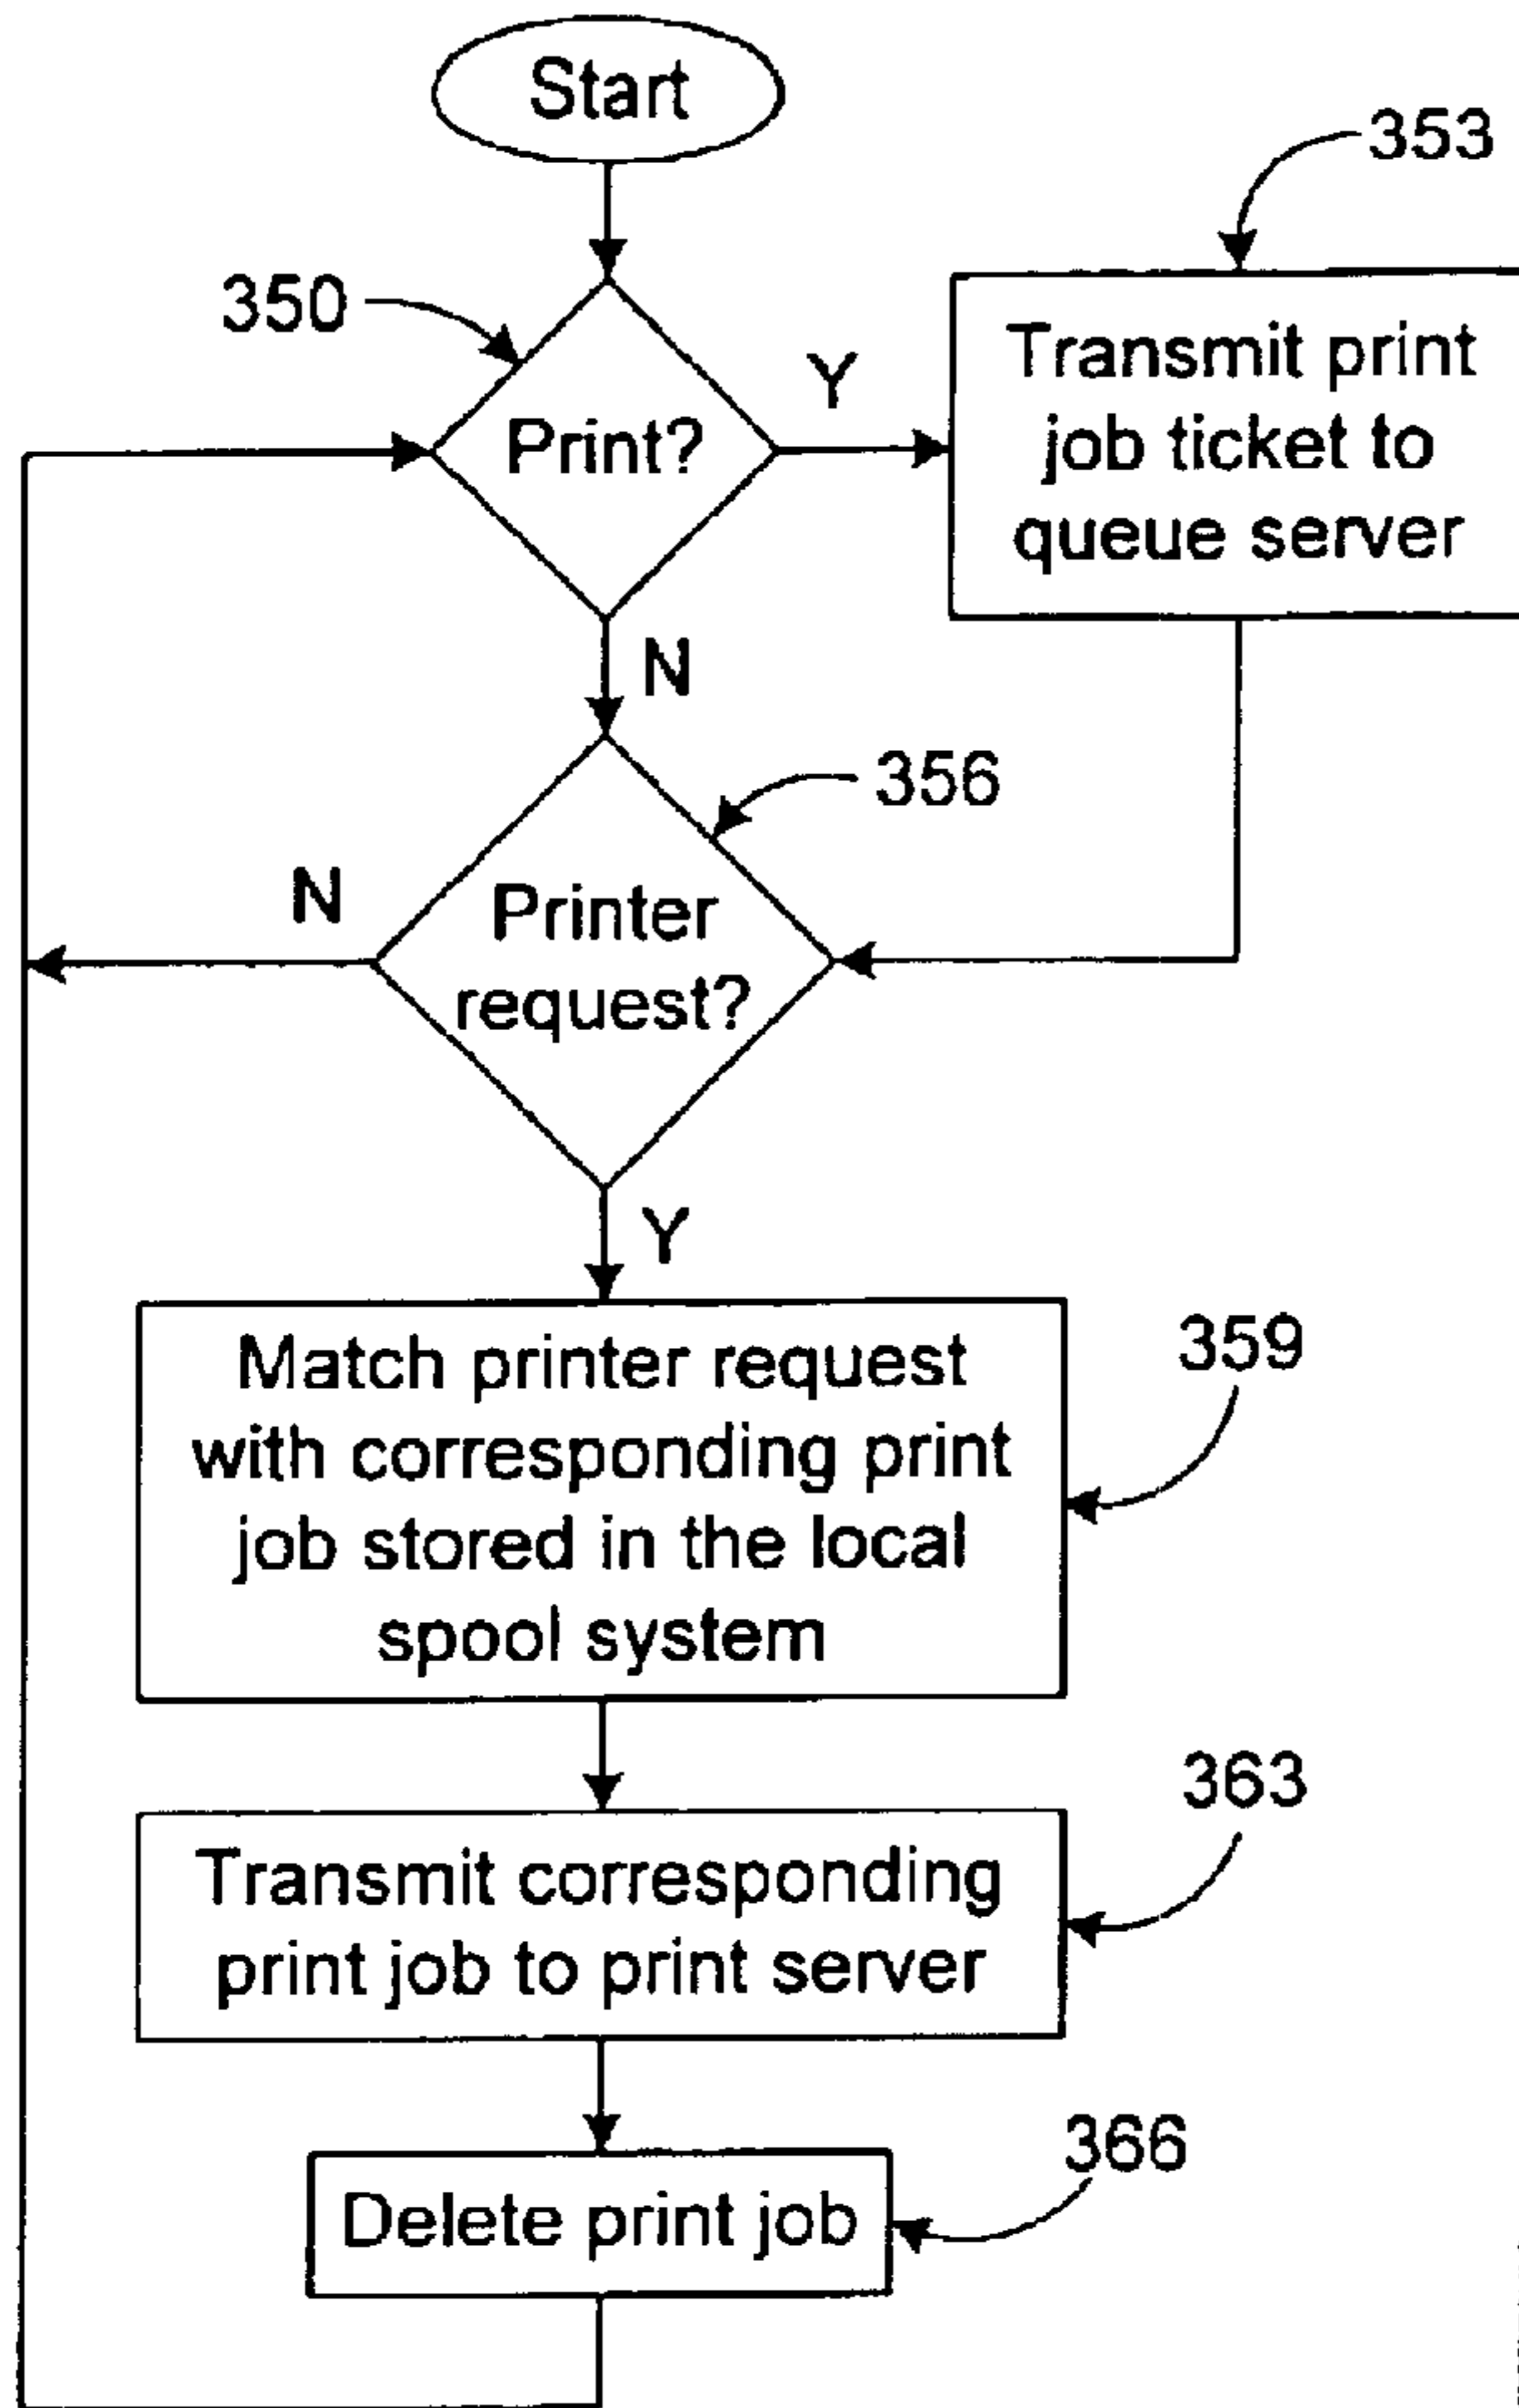 Start
353
350
Print?
Y
Transmit print
job ticket to
queue server
N
356
N
Printer
request?
Y
Match printer request
with corresponding print
job stored in the local
spool system
359
363
Transmit corresponding
print job to print server
366
Delete print job